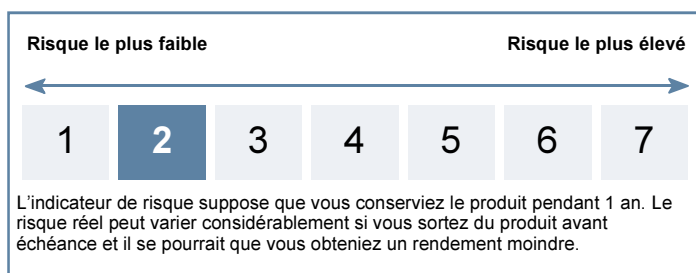 Risque le plus faible Risque le plus élevé
1 2 3 4 5 6 7
L'indicateur de risque suppose que vous conserviez le produit pendant 1 an. Le
risque réel peut varier considérablement si vous sortez du produit avant
échéance et il se pourrait que vous obteniez un rendement moindre.